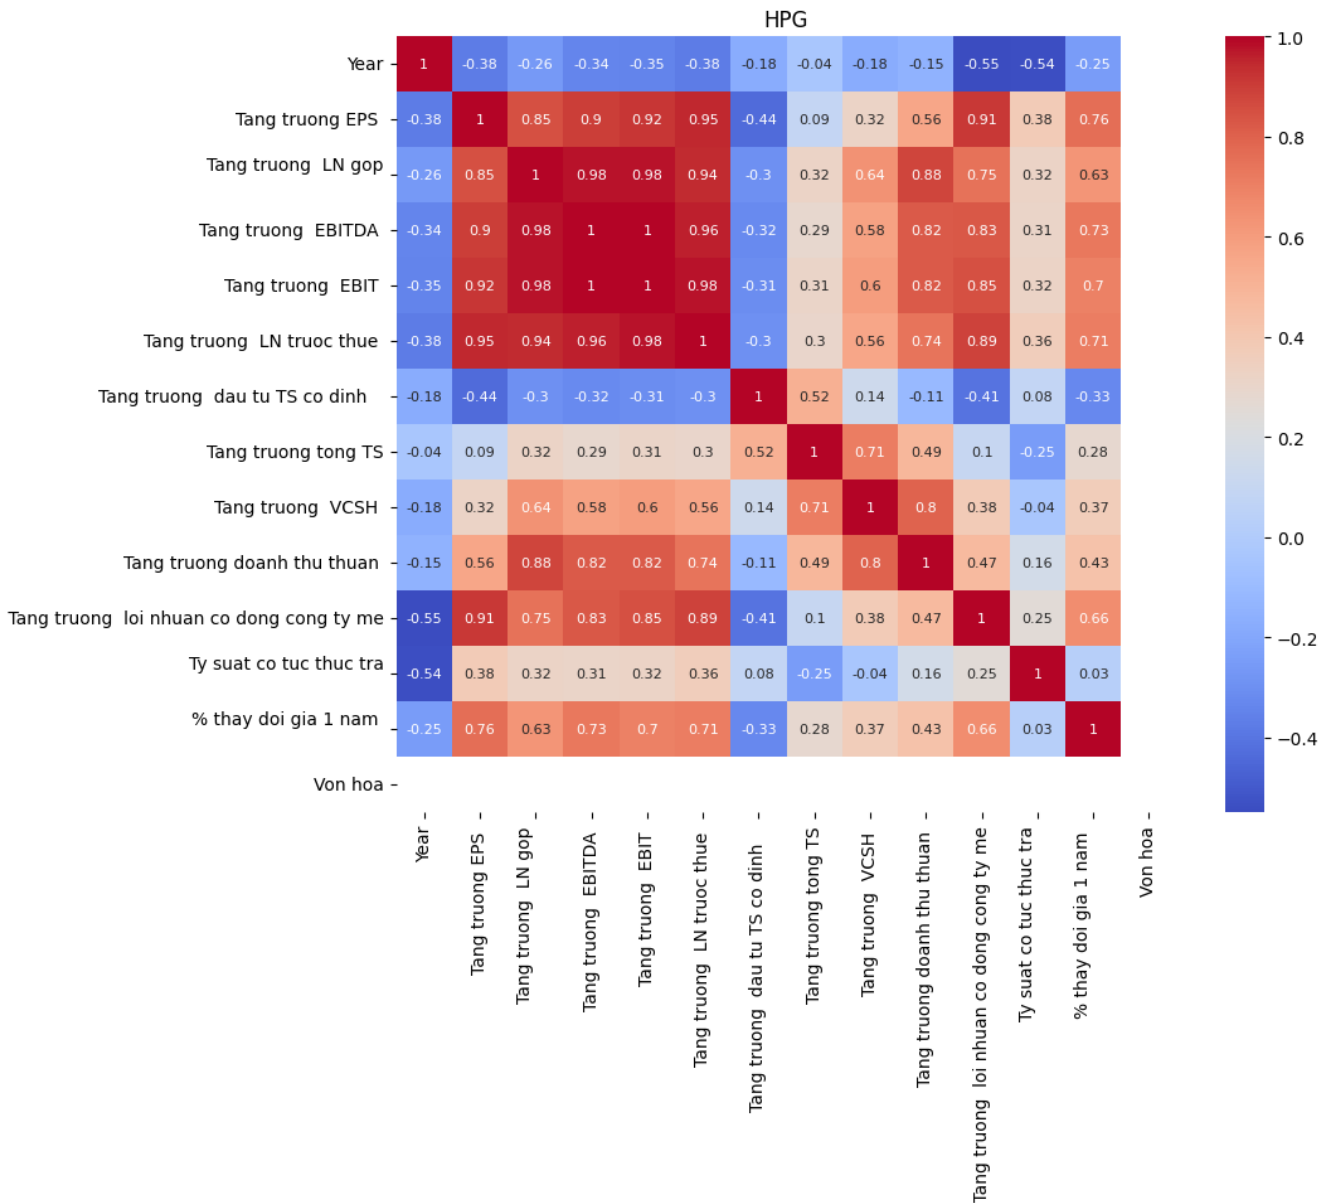 HPG
Year 1 -0.38 -0.26 -0.34 -0.35 -0.38 -0.18 -0.04 -0.18 -0.15 -0.55 -0.54 -0.25
Tang truong EPS -0.38 1 0.85 0.9 0.92 0.95 -0.44 0.09 0.32 0.56 0.91 0.38 0.76
Tang truong LN gop -0.26 0.85 1 0.98 0.98 0.94 -0.3 0.32 0.64 0.88 0.75 0.32 0.63
Tang truong EBITDA -0.34 0.9 0.98 1 1 0.96 -0.32 0.29 0.58 0.82 0.83 0.31 0.73
Tang truong EBIT -0.35 0.92 0.98 1 1 0.98 -0.31 0.31 0.6 0.82 0.85 0.32 0.7
Tang truong LN truoc thue -0.38 0.95 0.94 0.96 0.98 1 -0.3 0.3 0.56 0.74 0.89 0.36 0.71
Tang truong dau tu TS co dinh -0.18 -0.44 -0.3 -0.32 -0.31 -0.3 1 0.52 0.14 -0.11 -0.41 0.08 -0.33
Tang truong tong TS -0.04 0.09 0.32 0.29 0.31 0.3 0.52 1 0.71 0.49 0.1 -0.25 0.28
Tang truong VCSH -0.18 0.32 0.64 0.58 0.6 0.56 0.14 0.71 1 0.8 0.38 -0.04 0.37
Tang truong doanh thu thuan -0.15 0.56 0.88 0.82 0.82 0.74 -0.11 0.49 0.8 1 0.47 0.16 0.43
Tang truong loi nhuan co dong cong ty me -0.55 0.91 0.75 0.83 0.85 0.89 -0.41 0.1 0.38 0.47 1 0.25 0.66
Ty suat co tuc thuc tra -0.54 0.38 0.32 0.31 0.32 0.36 0.08 -0.25 -0.04 0.16 0.25 1 0.03
% thay doi gia 1 nam -0.25 0.76 0.63 0.73 0.7 0.71 -0.33 0.28 0.37 0.43 0.66 0.03 1
Von hoa
Year
Tang truong EPS
Tang truong LN gop
Tang truong EBITDA
Tang truong EBIT
Tang truong LN truoc thue
Tang truong dau tu TS co dinh
Tang truong tong TS
Tang truong VCSH
Tang truong doanh thu thuan
Tang truong loi nhuan co dong cong ty me
Ty suat co tuc thuc tra
% thay doi gia 1 nam
Von hoa
1.0
0.8
0.6
0.4
0.2
0.0
−0.2
−0.4